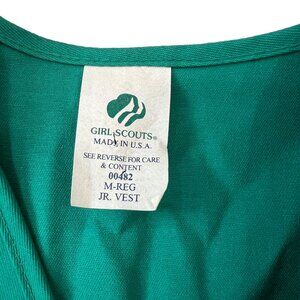 GIRL SCOUTS®
MADE IN U.S.A.
SEE REVERSE FOR CARE
& CONTENT
00482
M-REG
JR. VEST